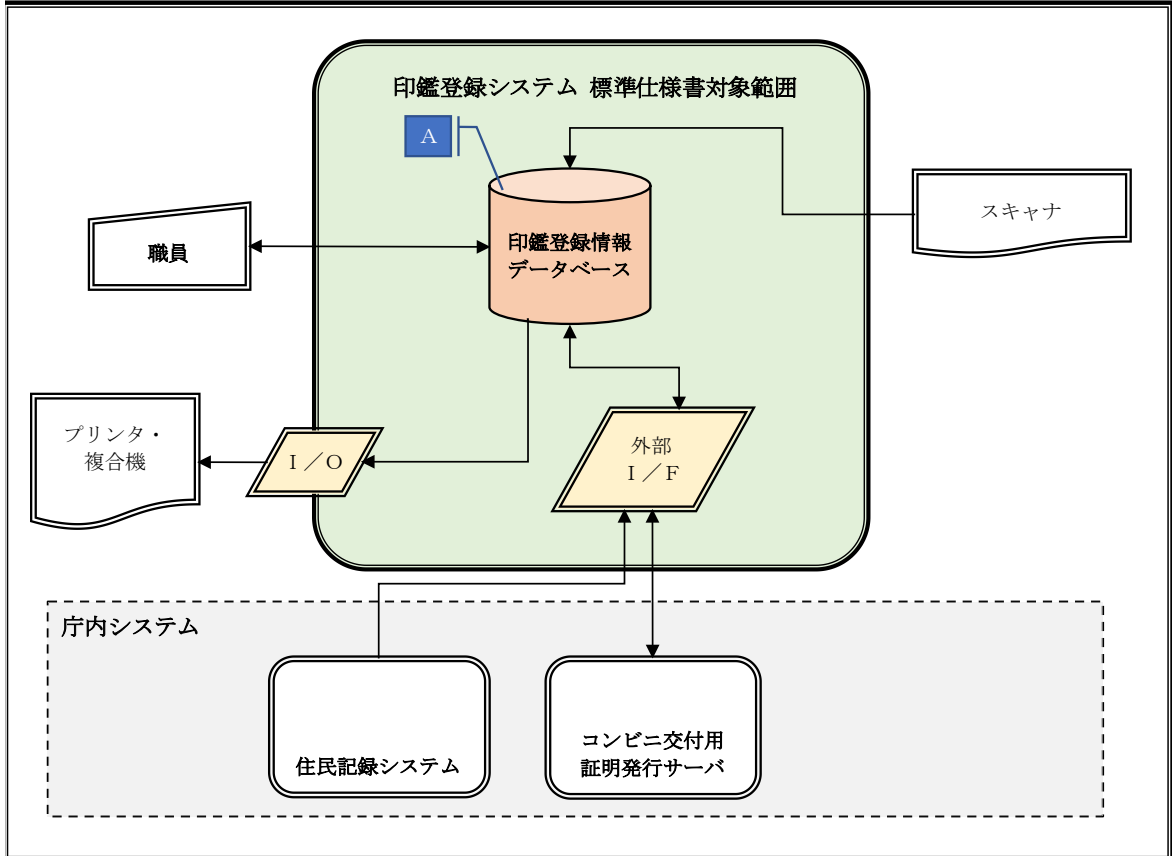 印鑑登録システム 標準仕様書対象範囲
A
スキャナ
職員
印鑑登録情報
データベース
プリンタ・
複合機
I/O
外部
I/F
庁内システム
住民記録システム
コンビニ交付用
証明発行サーバ